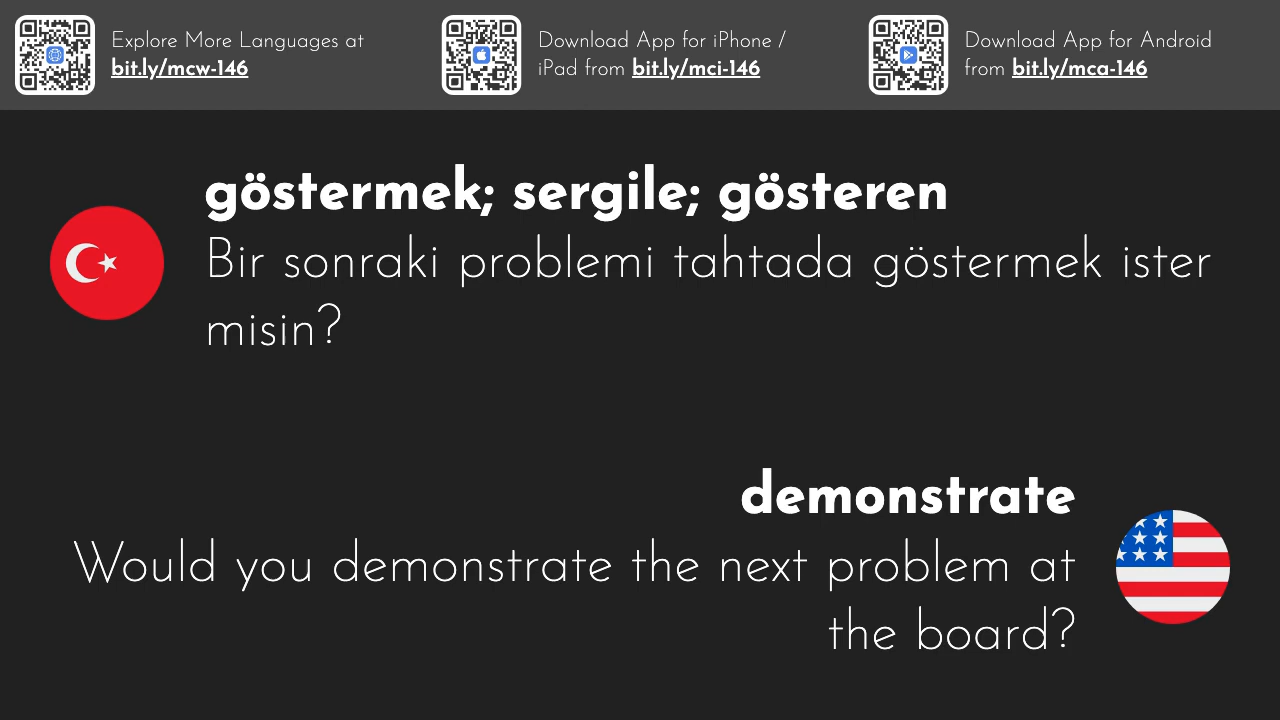 Explore More Languages at
bit.ly/mcw-146
Download App for iPhone /
iPad from bit.ly/mci-146
Download App for Android
from bit.ly/mca-146
göstermek; sergile; gösteren
Bir sonraki problemi tahtada göstermek ister
misin?
demonstrate
Would you demonstrate the next problem at
the board?